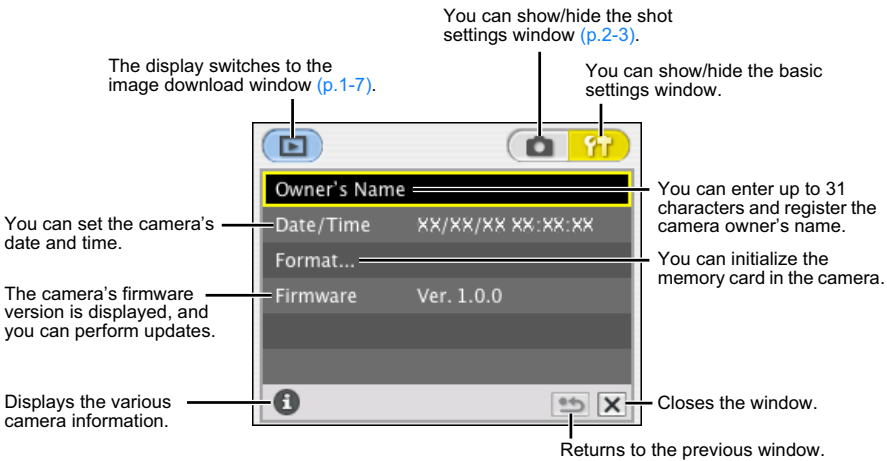 You can show/hide the shot
settings window (p.2-3).
The display switches to the
image download window (p.1-7).
You can show/hide the basic
settings window.
Owner's Name
You can enter up to 31
characters and register the
camera owner's name.
You can set the camera's
date and time.
Date/Time XX/XX/XX XX:XX:XX
Format...
You can initialize the
memory card in the camera.
The camera's firmware
version is displayed, and
you can perform updates.
Firmware Ver. 1.0.0
Displays the various
camera information.
Closes the window.
Returns to the previous window.